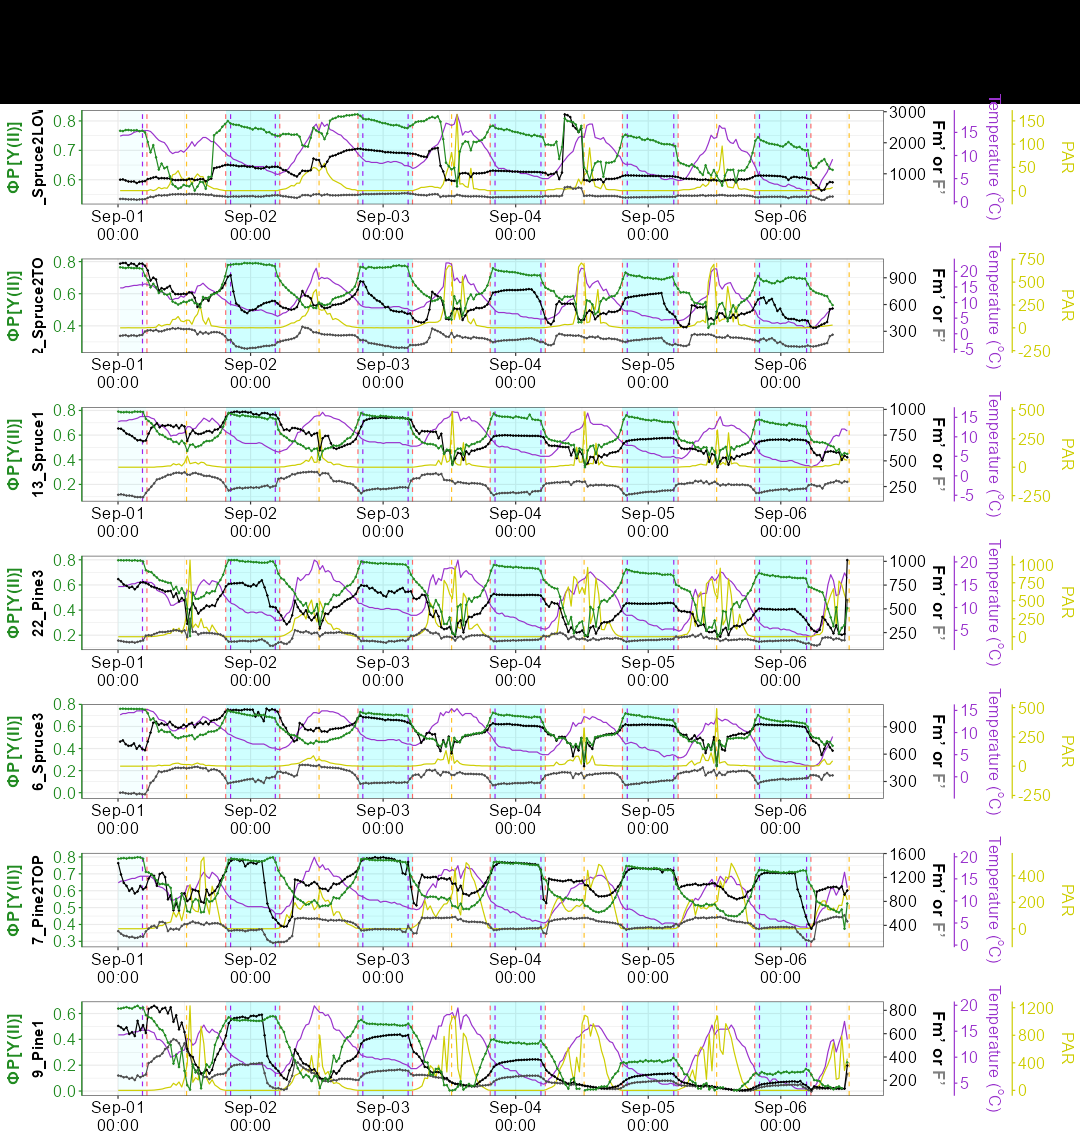 ΦP[Y(II)] _Spruce2LOW 0.8 0.7 0.6 3000 2000 1000 Fm' or F' 15 10 5 0 Temperature (°C) 150 100 50 0 PAR
Sep-01 Sep-02 Sep-03 Sep-04 Sep-05 Sep-06
00:00 00:00 00:00 00:00 00:00 00:00
ΦP[Y(II)] 2_Spruce2TO 0.8 0.6 0.4 900 600 300 Fm' or F' 20 15 10 5 0 -5 Temperature (°C) 750 500 250 0 -250 PAR
Sep-01 Sep-02 Sep-03 Sep-04 Sep-05 Sep-06
00:00 00:00 00:00 00:00 00:00 00:00
ΦP[Y(II)] 13_Spruce1 0.8 0.6 0.4 0.2 1000 750 500 250 Fm' or F' 15 10 5 0 -5 Temperature (°C) 500 250 0 -250 PAR
Sep-01 Sep-02 Sep-03 Sep-04 Sep-05 Sep-06
00:00 00:00 00:00 00:00 00:00 00:00
ΦP[Y(II)] 22_Pine3 0.8 0.6 0.4 0.2 1000 750 500 250 Fm' or F' 20 15 10 5 Temperature (°C) 1000 750 500 250 0 PAR
Sep-01 Sep-02 Sep-03 Sep-04 Sep-05 Sep-06
00:00 00:00 00:00 00:00 00:00 00:00
ΦP[Y(II)] 6_Spruce3 0.8 0.6 0.4 0.2 0.0 900 600 300 Fm' or F' 15 10 5 0 Temperature (°C) 500 250 0 -250 PAR
Sep-01 Sep-02 Sep-03 Sep-04 Sep-05 Sep-06
00:00 00:00 00:00 00:00 00:00 00:00
ΦP[Y(II)] 7_Pine2TOP 0.8 0.7 0.6 0.5 0.4 0.3 1600 1200 800 400 Fm' or F' 20 15 10 5 0 Temperature (°C) 400 200 0 PAR
Sep-01 Sep-02 Sep-03 Sep-04 Sep-05 Sep-06
00:00 00:00 00:00 00:00 00:00 00:00
ΦP[Y(II)] 9_Pine1 0.6 0.4 0.2 0.0 800 600 400 200 Fm' or F' 20 15 10 5 Temperature (°C) 1200 800 400 0 PAR
Sep-01 Sep-02 Sep-03 Sep-04 Sep-05 Sep-06
00:00 00:00 00:00 00:00 00:00 00:00